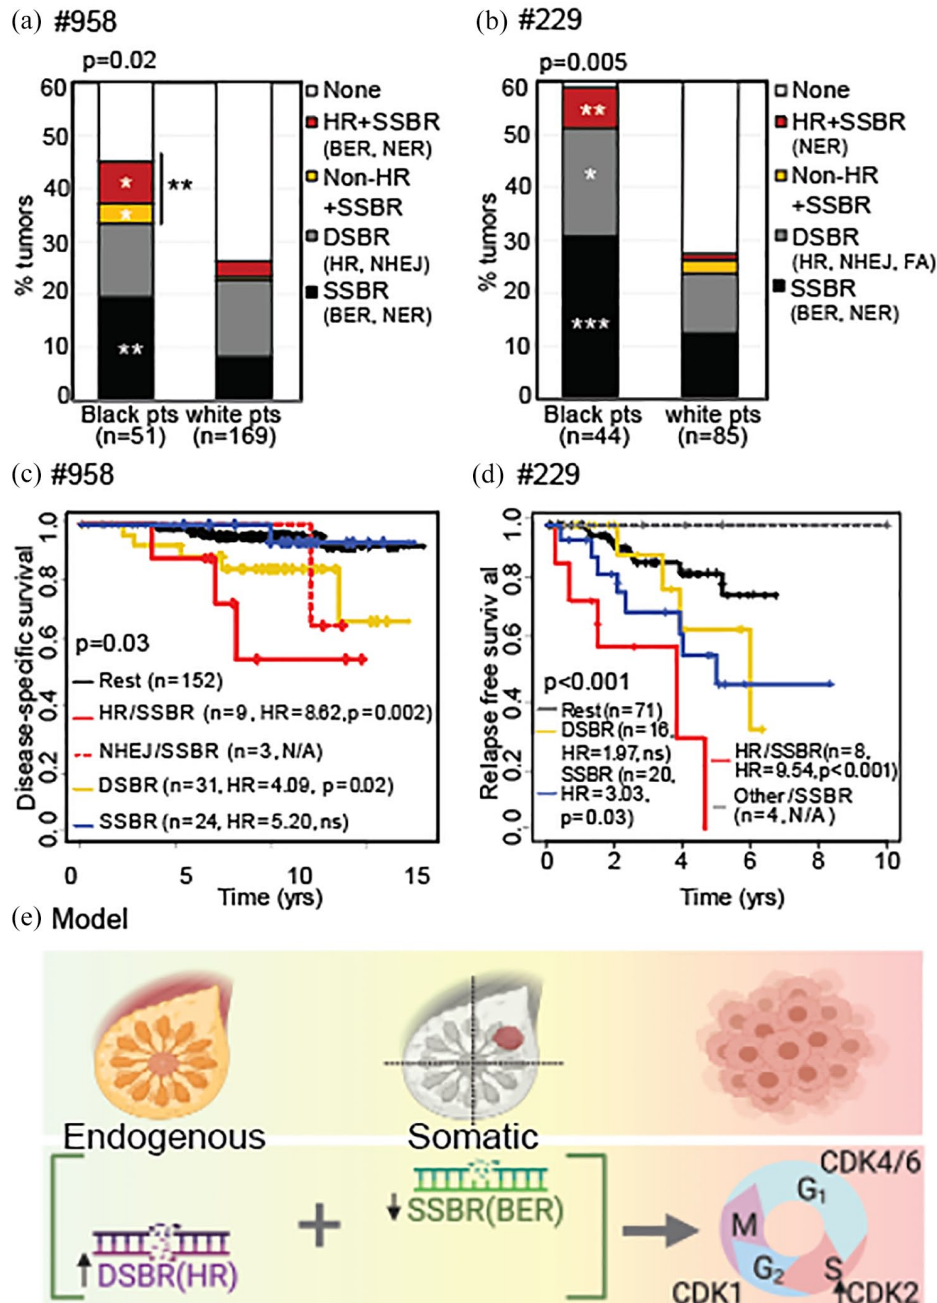 (a) #958
p=0.02
% tumors
60
50
40
30
20
10
0
*
*
**
**
Black pts
(n=51)
white pts
(n=169)
None
HR+SSBR
(BER, NER)
Non-HR
+SSBR
DSBR
(HR, NHEJ)
SSBR
(BER, NER)
(b) #229
p=0.005
% tumors
60
50
40
30
20
10
0
**
*
***
Black pts
(n=44)
white pts
(n=85)
None
HR+SSBR
(NER)
Non-HR
+SSBR
DSBR
(HR, NHEJ, FA)
SSBR
(BER, NER)
(c) #958
Disease-specific survival
1.0
0.8
0.6
0.4
0.2
0.0
p=0.03
Rest (n=152)
HR/SSBR (n=9, HR=8.62, p=0.002)
NHEJ/SSBR (n=3, N/A)
DSBR (n=31, HR=4.09, p=0.02)
SSBR (n=24, HR=5.20, ns)
0 5 10 15
Time (yrs)
(d) #229
Relapse free surviv al
1.0
0.8
0.6
0.4
0.2
0.0
p<0.001
Rest(n=71)
DSBR (n=16,
HR=1.97, ns)
SSBR (n=20,
HR=3.03,
p=0.03)
HR/SSBR(n=8,
HR=9.54, p<0.001)
Other/SSBR
(n=4, N/A)
0 2 4 6 8 10
Time (yrs)
(e) Model
Endogenous
Somatic
DSBR(HR)
+
SSBR(BER)
CDK4/6
G1
M
G2
S
CDK1
CDK2